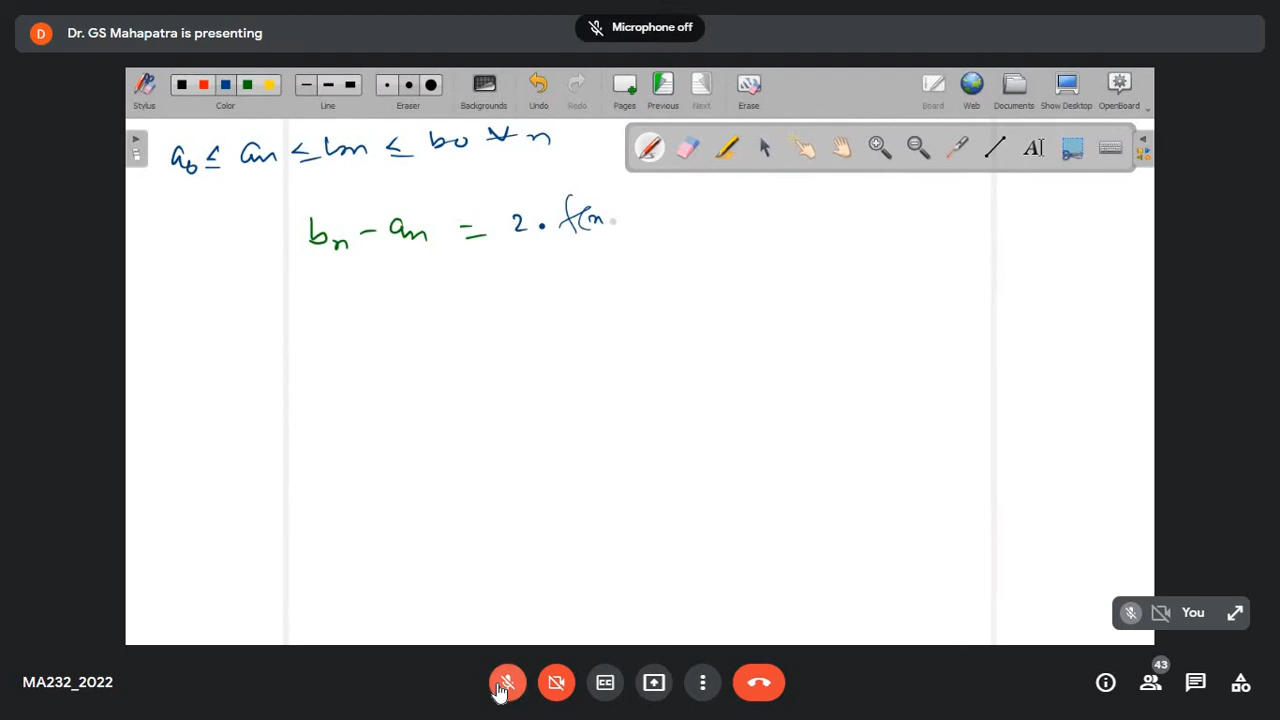 Dr. GS Mahapatra is presenting
Microphone off
Stylus Color Line Eraser Backgrounds Undo Redo Pages Previous Next Erase Board Web Documents Show Desktop OpenBoard
a₀ ≤ an ≤ bn ≤ b₀ ∀ n
bₙ - an = 2 · f(n
You
MA232_2022
43